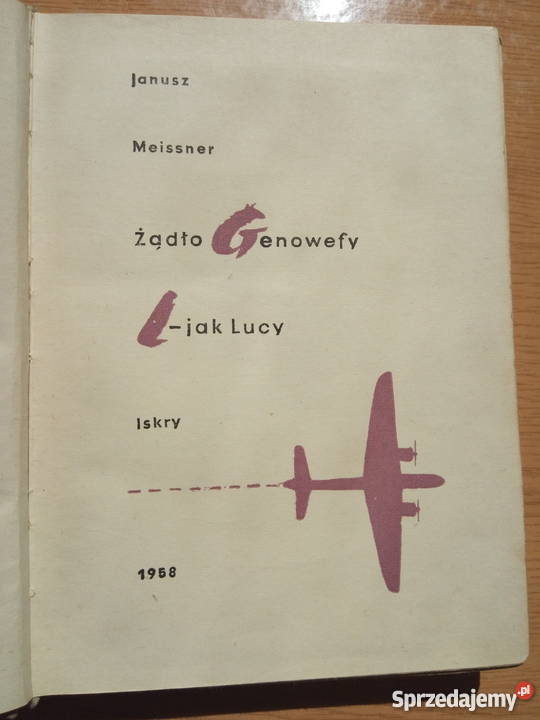 Janusz
Meissner
Żądło Genowefy
L-jak Lucy
Iskry
1958
Sprzedajemy.pl